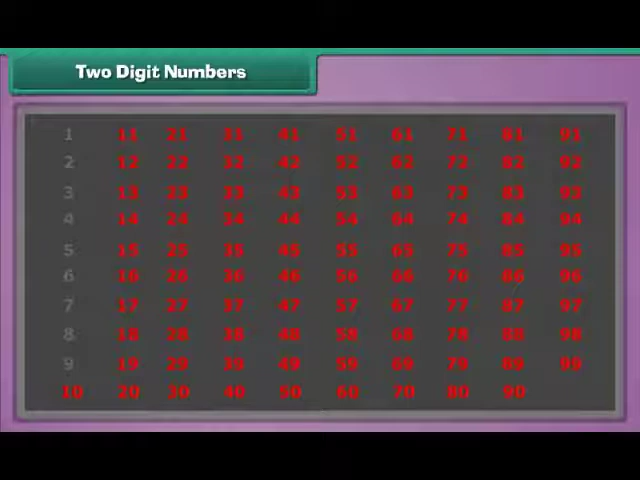 Two Digit Numbers
1 11 21 31 41 51 61 71 81 91
2 12 22 32 42 52 62 72 82 92
3 13 23 33 43 53 63 73 83 93
4 14 24 34 44 54 64 74 84 94
5 15 25 35 45 55 65 75 85 95
6 16 26 36 46 56 66 76 86 96
7 17 27 37 47 57 67 77 87 97
8 18 28 38 48 58 68 78 88 98
9 19 29 39 49 59 69 79 89 99
10 20 30 40 50 60 70 80 90